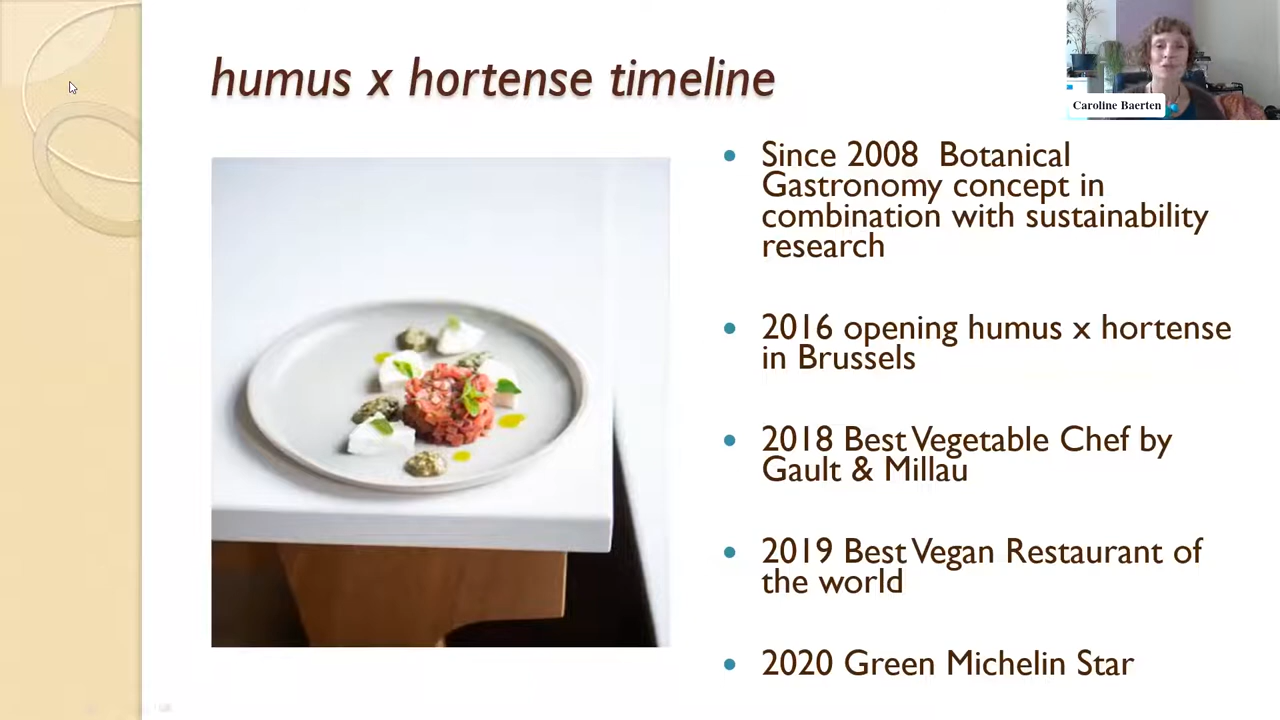 humus x hortense timeline
Caroline Baerten
Since 2008 Botanical
Gastronomy concept in
combination with sustainability
research
2016 opening humus x hortense
in Brussels
2018 Best Vegetable Chef by
Gault & Millau
2019 Best Vegan Restaurant of
the world
2020 Green Michelin Star